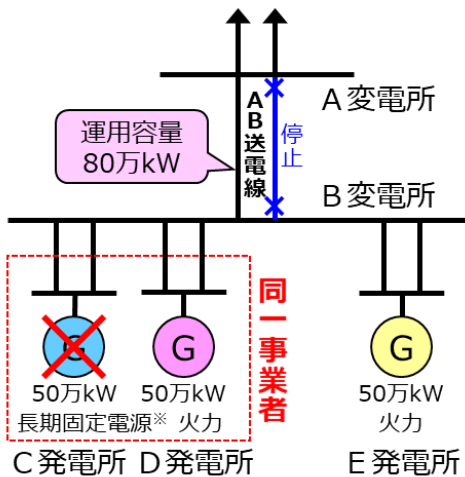 A変電所
AB送電線
停止
運用容量
80万kW
B変電所
同一事業者
G
G
G
50万kW
50万kW
50万kW
長期固定電源※
火力
火力
C発電所
D発電所
E発電所